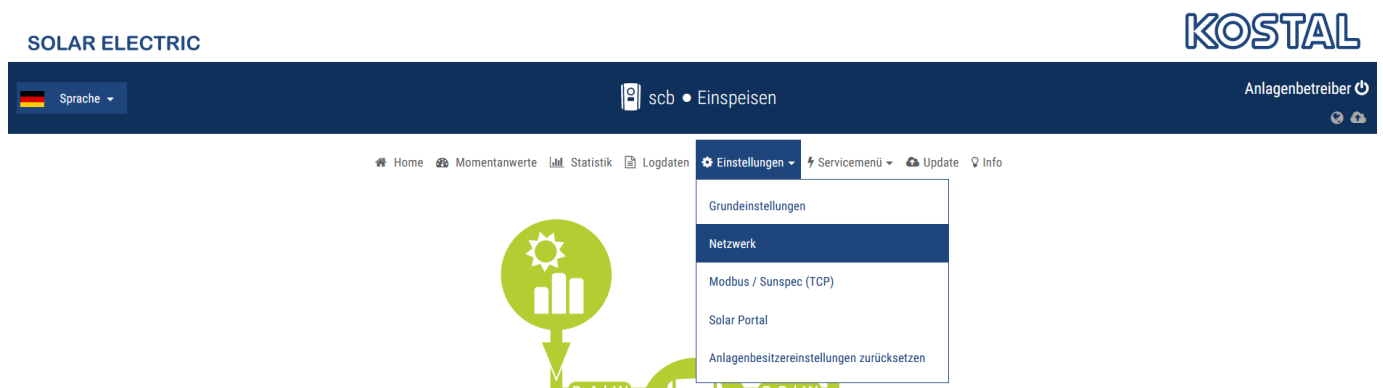 SOLAR ELECTRIC
KOSTAL
Sprache
scb • Einspeisen
Anlagenbetreiber
Home Momentanwerte Statistik Logdaten Einstellungen Servicemenü Update Info
Grundeinstellungen
Netzwerk
Modbus / Sunspec (TCP)
Solar Portal
Anlagenbesitzereinstellungen zurücksetzen